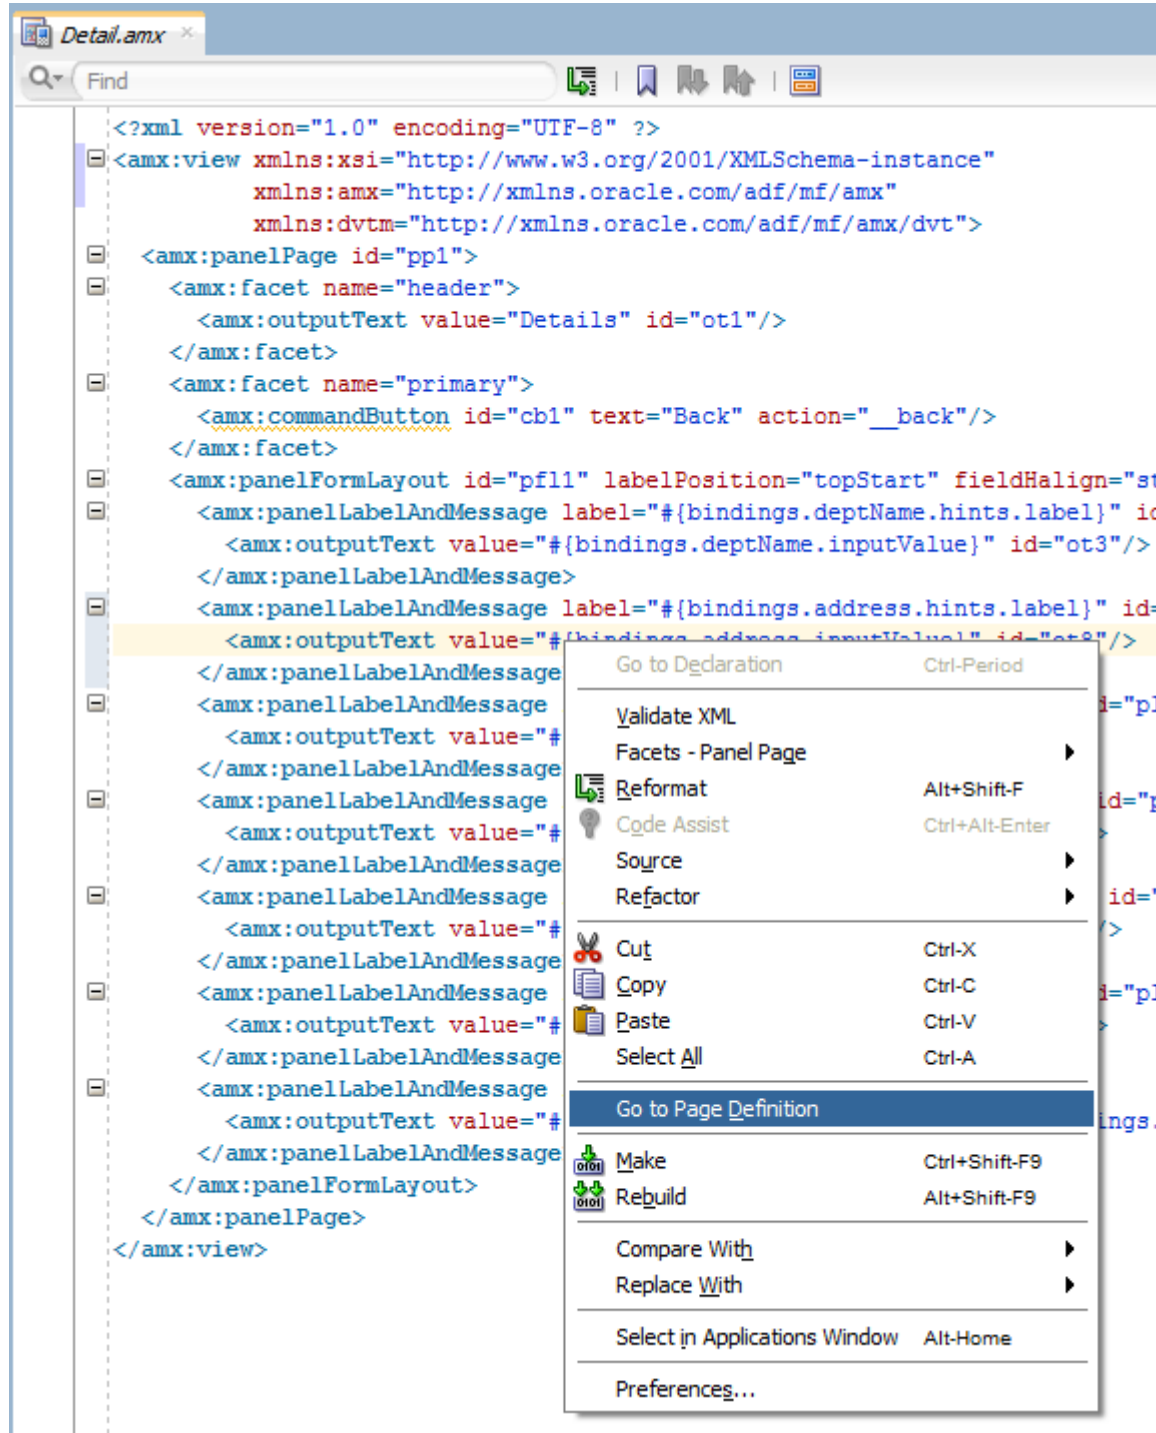 Detail.amx
Find
<?xml version="1.0" encoding="UTF-8" ?>
<amx:view xmlns:xsi="http://www.w3.org/2001/XMLSchema-instance"
xmlns:amx="http://xmlns.oracle.com/adf/mf/amx"
xmlns:dvtm="http://xmlns.oracle.com/adf/mf/amx/dvt">
<amx:panelPage id="pp1">
<amx:facet name="header">
<amx:outputText value="Details" id="ot1"/>
</amx:facet>
<amx:facet name="primary">
<amx:commandButton id="cb1" text="Back" action="__back"/>
</amx:facet>
<amx:panelFormLayout id="pfl1" labelPosition="topStart" fieldHalign="st
<amx:panelLabelAndMessage label="#{bindings.deptName.hints.label}" id
<amx:outputText value="#{bindings.deptName.inputValue}" id="ot3"/>
</amx:panelLabelAndMessage>
<amx:panelLabelAndMessage label="#{bindings.address.hints.label}" id=
<amx:outputText value="#{bindings.address.inputValue}" id="ot8"/>
</amx:panelLabelAndMessage
<amx:panelLabelAndMessage d="pl
<amx:outputText value="#
</amx:panelLabelAndMessage
<amx:panelLabelAndMessage id="p
<amx:outputText value="# >
</amx:panelLabelAndMessage
<amx:panelLabelAndMessage id="
<amx:outputText value="# />
</amx:panelLabelAndMessage
<amx:panelLabelAndMessage d="pl
<amx:outputText value="# >
</amx:panelLabelAndMessage
<amx:panelLabelAndMessage
<amx:outputText value="# ings.
</amx:panelLabelAndMessage
</amx:panelFormLayout>
</amx:panelPage>
</amx:view>
Go to Declaration Ctrl-Period
Validate XML
Facets - Panel Page
Reformat Alt+Shift-F
Code Assist Ctrl+Alt-Enter
Source
Refactor
Cut Ctrl-X
Copy Ctrl-C
Paste Ctrl-V
Select All Ctrl-A
Go to Page Definition
Make Ctrl+Shift-F9
Rebuild Alt+Shift-F9
Compare With
Replace With
Select in Applications Window Alt-Home
Preferences...